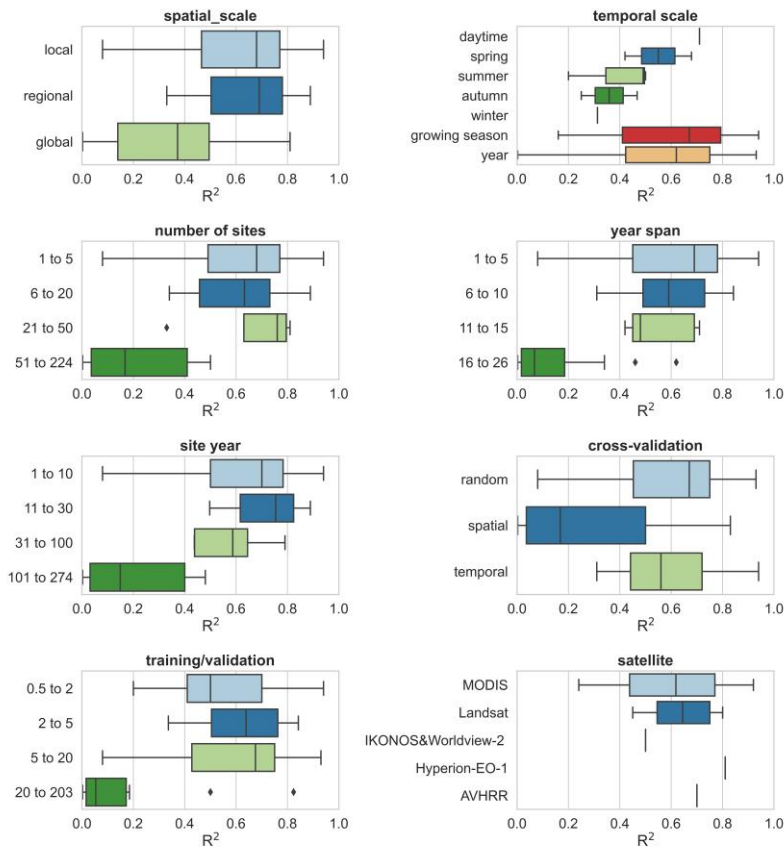 spatial_scale
local
regional
global
0.0 0.2 0.4 0.6 0.8 1.0
R²
temporal scale
daytime
spring
summer
autumn
winter
growing season
year
0.0 0.2 0.4 0.6 0.8 1.0
R²
number of sites
1 to 5
6 to 20
21 to 50
51 to 224
0.0 0.2 0.4 0.6 0.8 1.0
R²
year span
1 to 5
6 to 10
11 to 15
16 to 26
0.0 0.2 0.4 0.6 0.8 1.0
R²
site year
1 to 10
11 to 30
31 to 100
101 to 274
0.0 0.2 0.4 0.6 0.8 1.0
R²
cross-validation
random
spatial
temporal
0.0 0.2 0.4 0.6 0.8 1.0
R²
training/validation
0.5 to 2
2 to 5
5 to 20
20 to 203
0.0 0.2 0.4 0.6 0.8 1.0
R²
satellite
MODIS
Landsat
IKONOS&Worldview-2
Hyperion-EO-1
AVHRR
0.0 0.2 0.4 0.6 0.8 1.0
R²